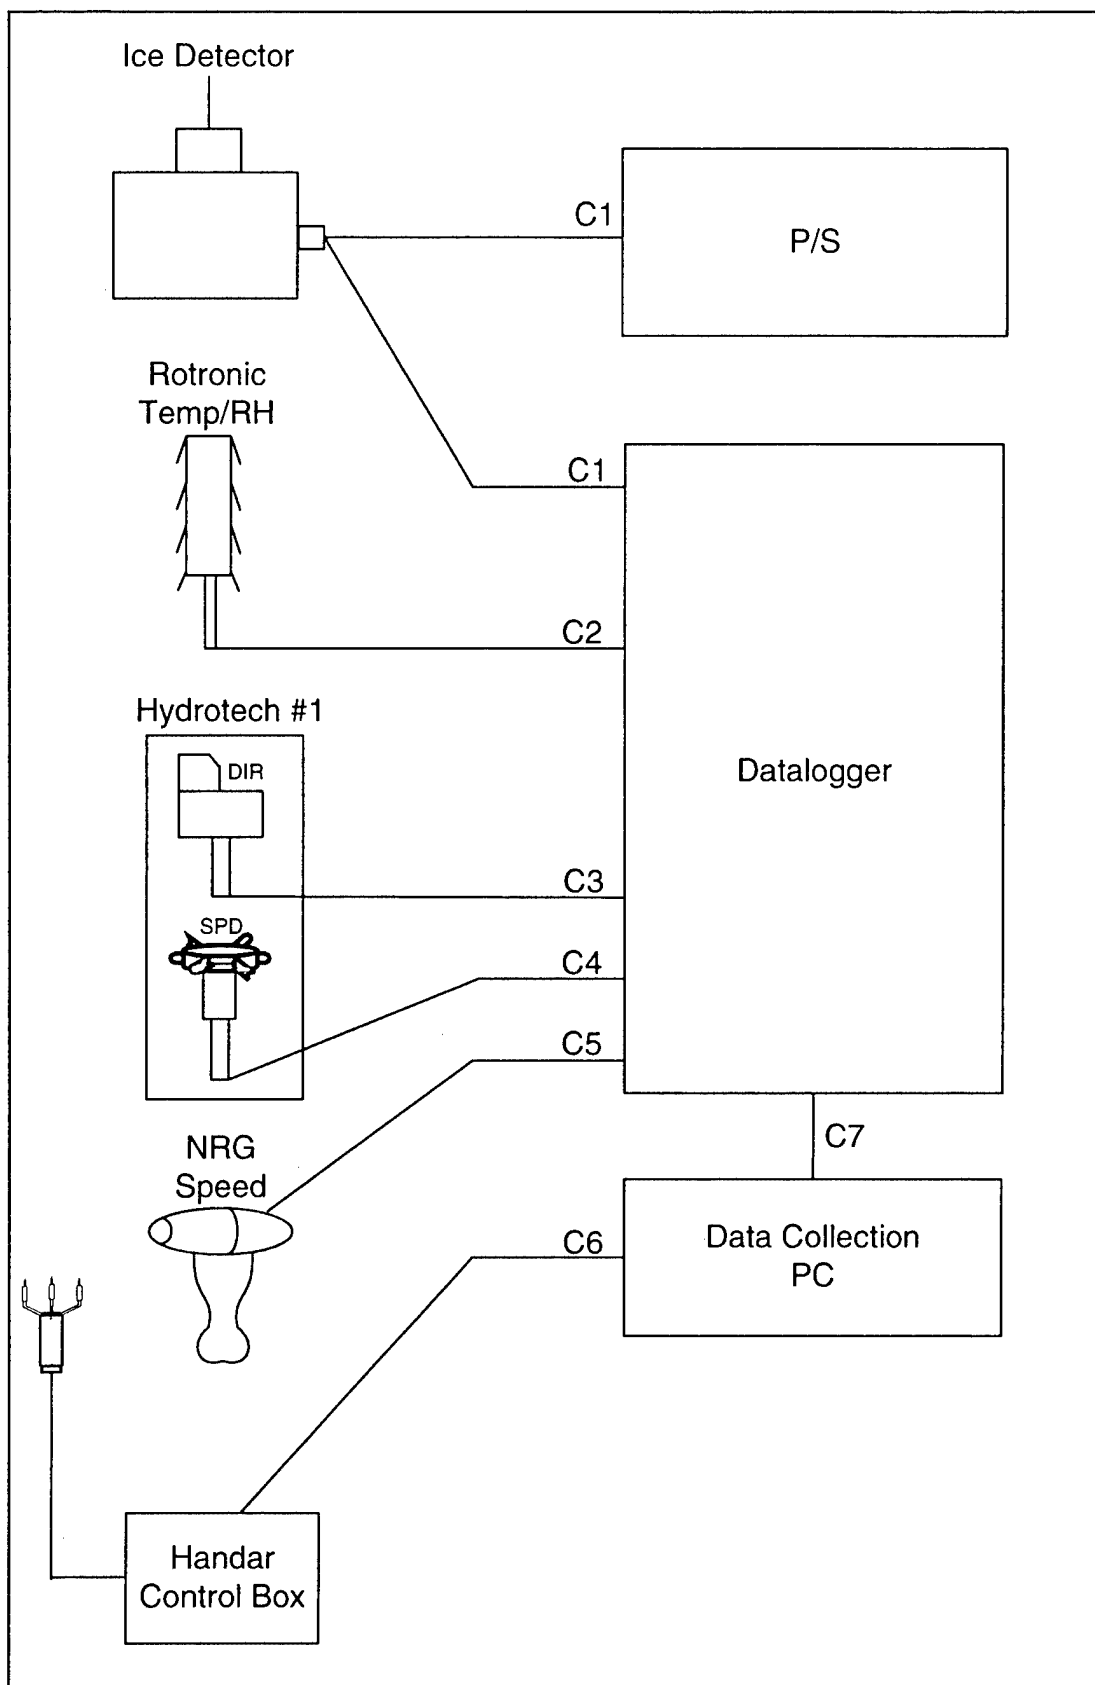 Ice Detector
C1
P/S
Rotronic
Temp/RH
C1
C2
Hydrotech #1
DIR
Datalogger
C3
SPD
C4
C5
C7
NRG
Speed
C6
Data Collection
PC
Handar
Control Box